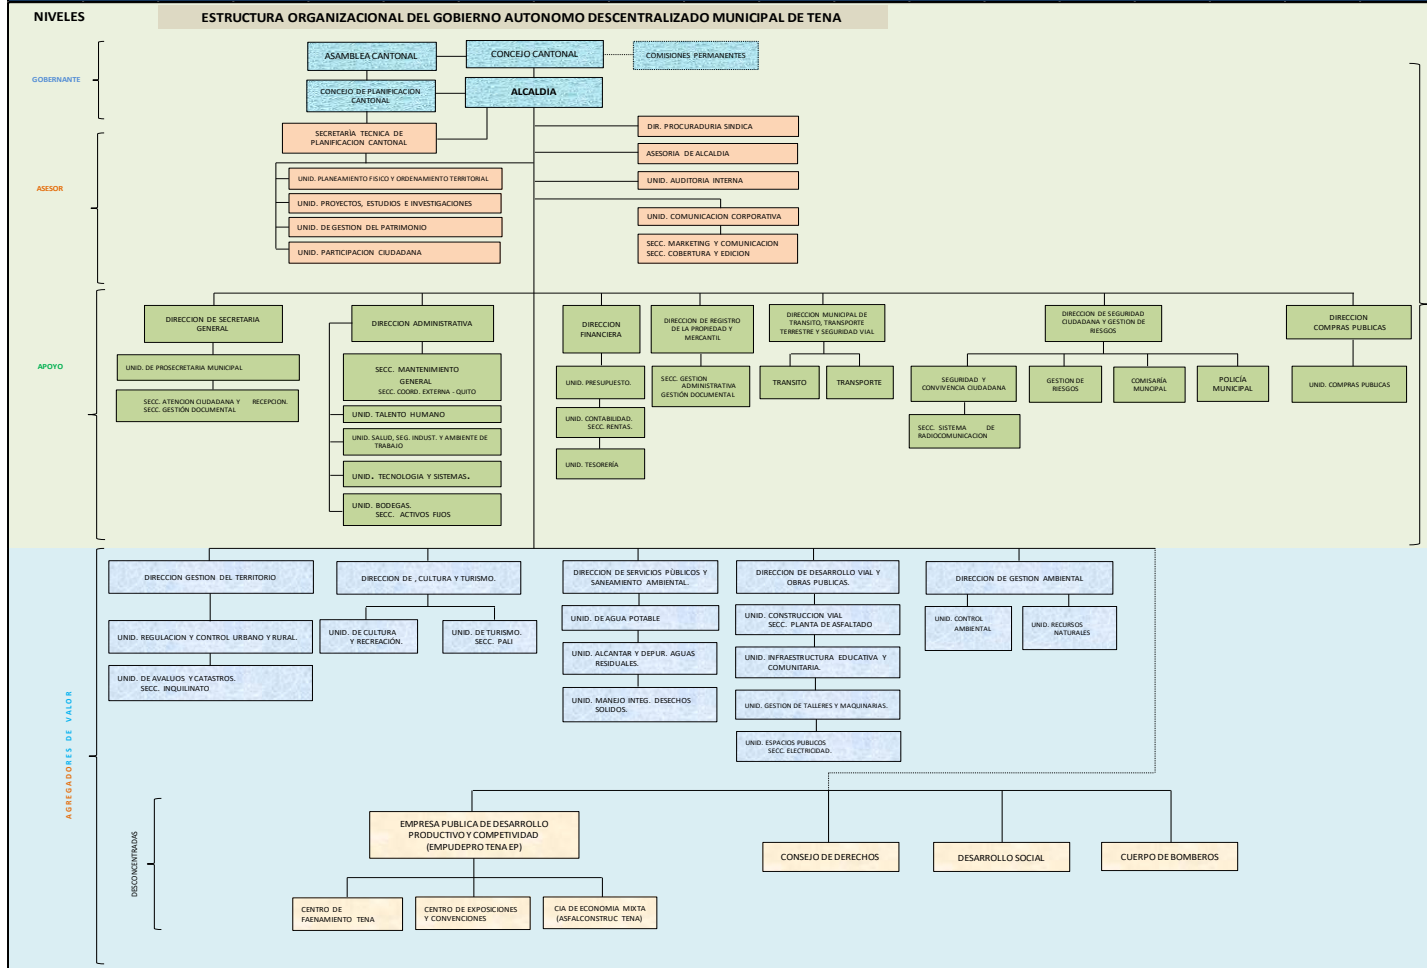 NIVELES
ESTRUCTURA ORGANIZACIONAL DEL GOBIERNO AUTONOMO DESCENTRALIZADO MUNICIPAL DE TENA
GOBERNANTE
ASAMBLEA CANTONAL
CONCEJO CANTONAL
COMISIONES PERMANENTES
CONCEJO DE PLANIFICACION
CANTONAL
ALCALDÍA
ASESOR
SECRETARÍA TECNICA DE
PLANIFICACION CANTONAL
UNID. PLANEAMIENTO FISICO Y ORDENAMIENTO TERRITORIAL
UNID. PROYECTOS, ESTUDIOS E INVESTIGACIONES
UNID. DE GESTION DEL PATRIMONIO
UNID. PARTICIPACION CIUDADANA
DIR. PROCURADURIA SINDICA
ASESORIA DE ALCALDIA
UNID. AUDITORIA INTERNA
UNID. COMUNICACION CORPORATIVA
SECC. MARKETING Y COMUNICACION
SECC. COBERTURA Y EDICION
APOYO
DIRECCION DE SECRETARIA
GENERAL
UNID. DE PROSECRETARIA MUNICIPAL
SECC. ATENCION CIUDADANA Y RECEPCION.
SECC. GESTIÓN DOCUMENTAL
DIRECCION ADMINISTRATIVA
SECC. MANTENIMIENTO
GENERAL
SECC. COORD. EXTERNA - QUITO
UNID. TALENTO HUMANO
UNID. SALUD, SEG. INDUST. Y AMBIENTE DE
TRABAJO
UNID. TECNOLOGIA Y SISTEMAS.
UNID. BODEGAS.
SECC. ACTIVOS FIJOS
DIRECCION
FINANCIERA
UNID. PRESUPUESTO.
UNID. CONTABILIDAD.
SECC. RENTAS.
UNID. TESORERÍA
DIRECCION DE REGISTRO
DE LA PROPIEDAD Y
MERCANTIL
SECC. GESTION
ADMINISTRATIVA
GESTIÓN DOCUMENTAL
DIRECCION MUNICIPAL DE
TRANSITO, TRANSPORTE
TERRESTRE Y SEGURIDAD VIAL
TRANSITO
TRANSPORTE
DIRECCION DE SEGURIDAD
CIUDADANA Y GESTION DE
RIESGOS
SEGURIDAD Y
CONVIVENCIA CIUDADANA
GESTION DE
RIESGOS
COMISARÍA
MUNCIPAL
POLICÍA
MUNICIPAL
SECC. SISTEMA DE
RADIOCOMUNICACION
DIRECCION
COMPRAS PUBLICAS
UNID. COMPRAS PUBLICAS
AGREGADORES DE VALOR
DIRECCION GESTION DEL TERRITORIO
UNID. REGULACION Y CONTROL URBANO Y RURAL.
UNID. DE AVALUOS Y CATASTROS.
SECC. INQUILINATO
DIRECCION DE , CULTURA Y TURISMO.
UNID. DE CULTURA
Y RECREACIÓN.
UNID. DE TURISMO.
SECC. PALI
DIRECCION DE SERVICIOS PÚBLICOS Y
SANEAMIENTO AMBIENTAL.
UNID. DE AGUA POTABLE
UNID. ALCANTAR Y DEPUR. AGUAS
RESIDUALES.
UNID. MANEJO INTEG. DESECHOS
SOLIDOS.
DIRECCION DE DESARROLLO VIAL Y
OBRAS PUBLICAS.
UNID. CONSTRUCCION VIAL
SECC. PLANTA DE ASFALTADO
UNID. INFRAESTRUCTURA EDUCATIVA Y
COMUNITARIA.
UNID. GESTION DE TALLERES Y MAQUINARIAS.
UNID. ESPACIOS PUBLICOS
SECC. ELECTRICIDAD.
DIRECCION DE GESTION AMBIENTAL
UNID. CONTROL
AMBIENTAL
UNID. RECURSOS
NATURALES
DESCONCENTRADAS
EMPRESA PUBLICA DE DESARROLLO
PRODUCTIVO Y COMPETIVIDAD
(EMPUDEPRO TENA EP)
CENTRO DE
FAENAMIENTO TENA
CENTRO DE EXPOSICIONES
Y CONVENCIONES
CIA DE ECONOMIA MIXTA
(ASFALCONSTRUC TENA)
CONSEJO DE DERECHOS
DESARROLLO SOCIAL
CUERPO DE BOMBEROS